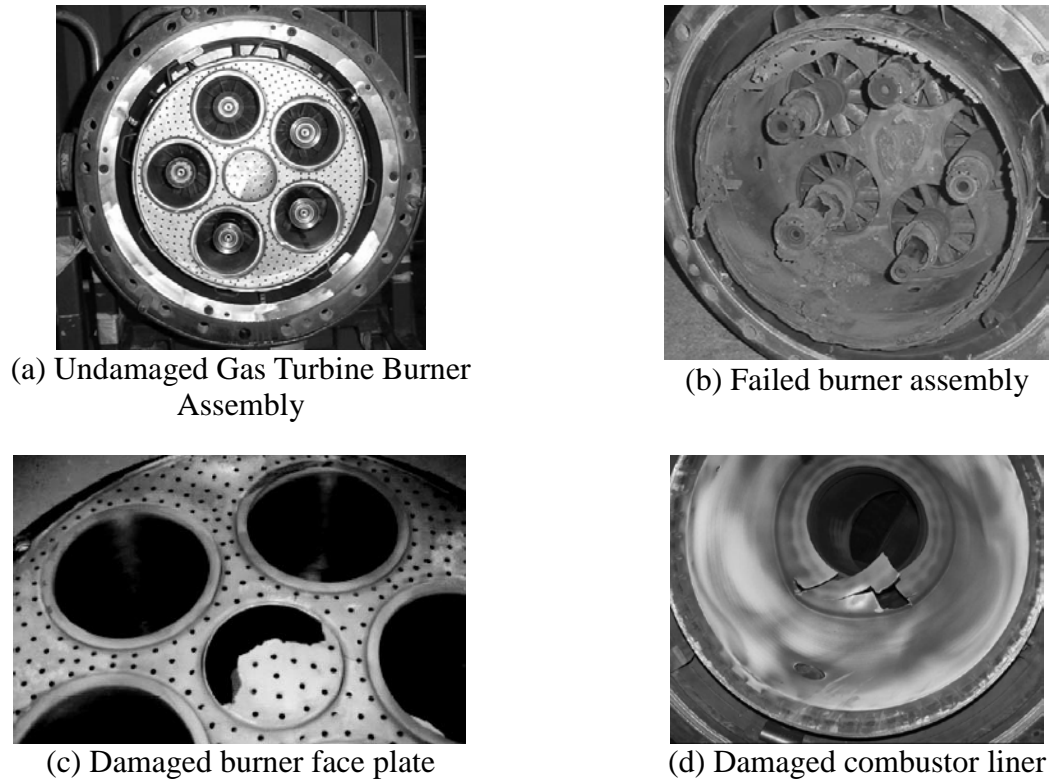 (a) Undamaged Gas Turbine Burner
Assembly
(b) Failed burner assembly
(c) Damaged burner face plate
(d) Damaged combustor liner